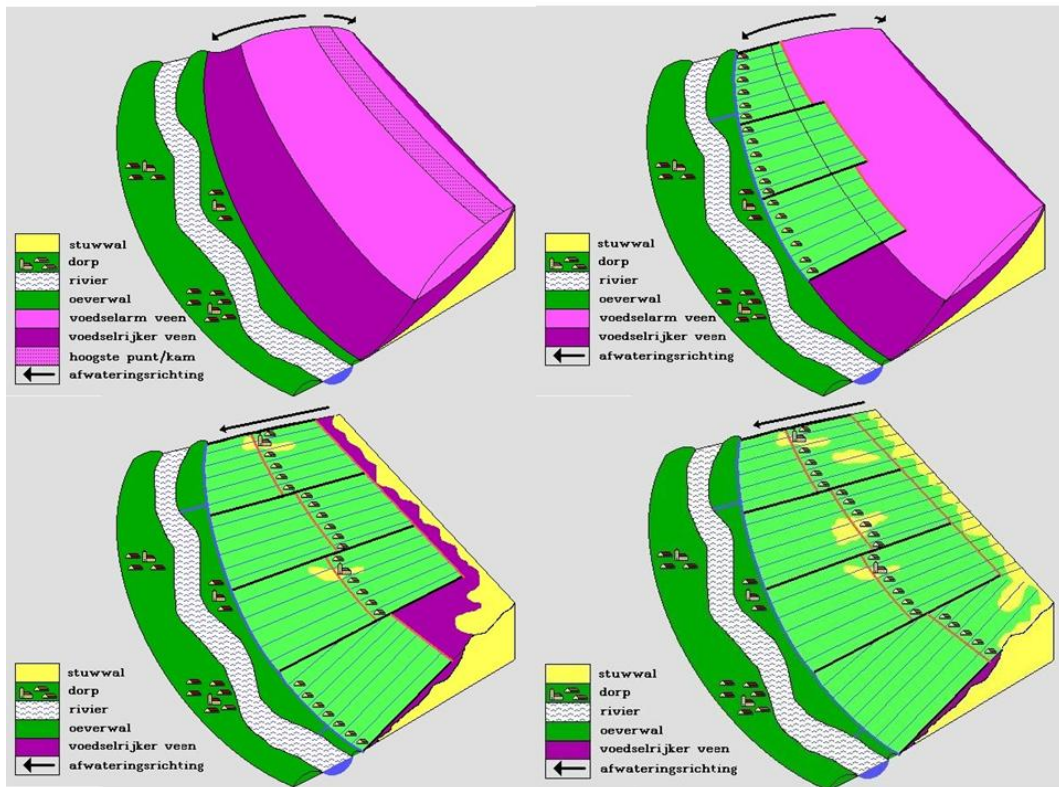 stuwwal
dorp
rivier
oeverwal
voedselarm veen
voedselrijker veen
hoogste punt/kam
afwateringsrichting
stuwwal
dorp
rivier
oeverwal
voedselarm veen
voedselrijker veen
afwateringsrichting
stuwwal
dorp
rivier
oeverwal
voedselrijker veen
afwateringsrichting
stuwwal
dorp
rivier
oeverwal
voedselrijker veen
afwateringsrichting